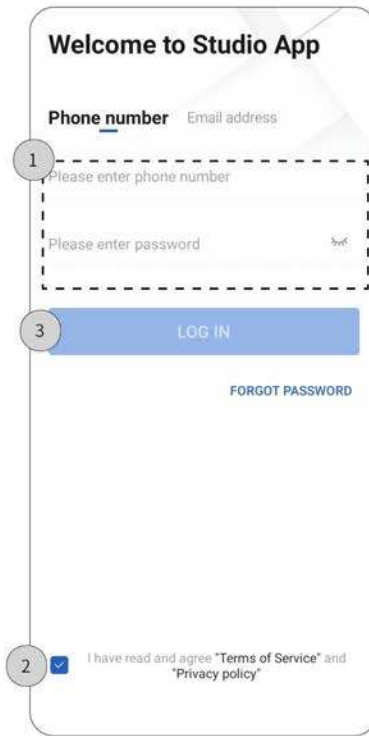 Welcome to Studio App
Phone number Email address
1
Please enter phone number
Please enter password
3 LOG IN
FORGOT PASSWORD
2 I have read and agree "Terms of Service" and
"Privacy policy"